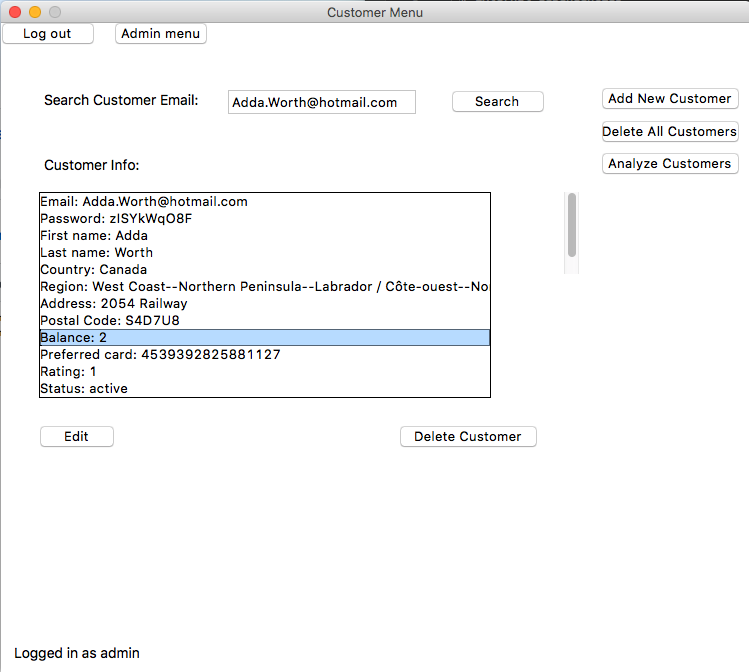 Customer Menu
Log out
Admin menu
Search Customer Email:
Adda.Worth@hotmail.com
Search
Add New Customer
Delete All Customers
Analyze Customers
Customer Info:
Email: Adda.Worth@hotmail.com
Password: zISYkWqO8F
First name: Adda
Last name: Worth
Country: Canada
Region: West Coast--Northern Peninsula--Labrador / Côte-ouest--No
Address: 2054 Railway
Postal Code: S4D7U8
Balance: 2
Preferred card: 4539392825881127
Rating: 1
Status: active
Edit
Delete Customer
Logged in as admin